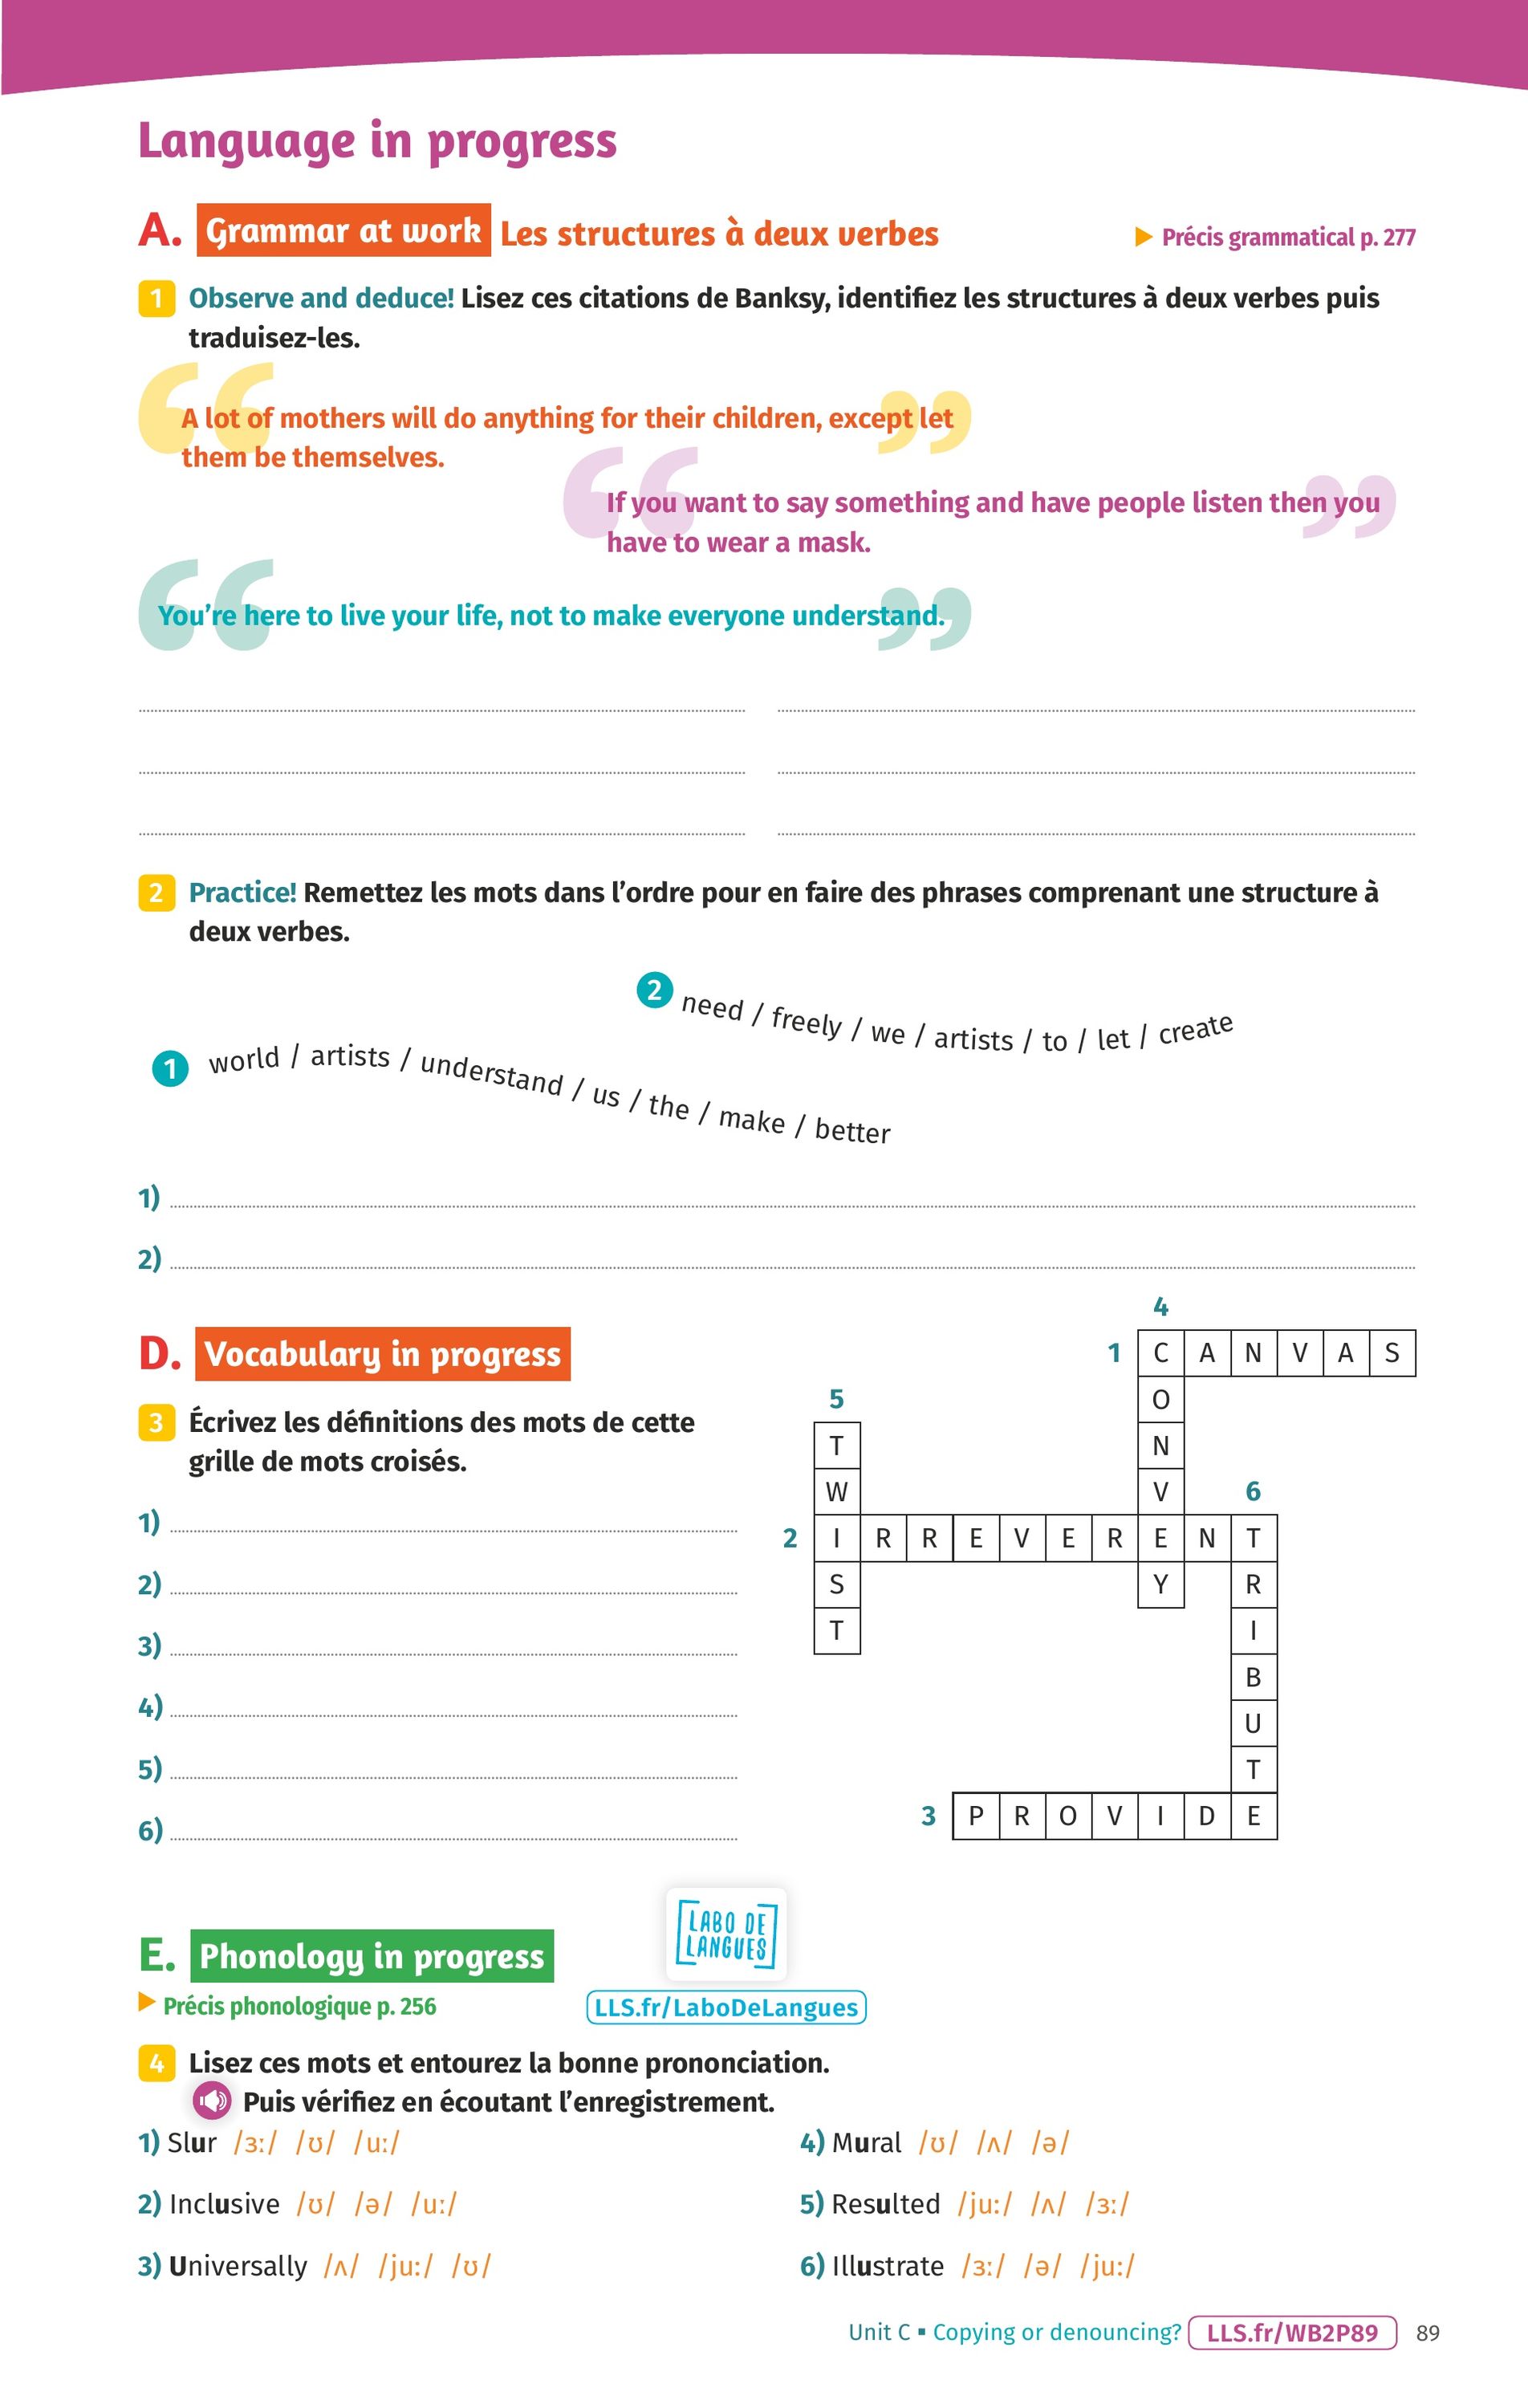 Language in progress
A. Grammar at work Les structures à deux verbes
Précis grammatical p. 277
1 Observe and deduce! Lisez ces citations de Banksy, identifiez les structures à deux verbes puis
traduisez-les.
A lot of mothers will do anything for their children, except let
them be themselves.
If you want to say something and have people listen then you
have to wear a mask.
You're here to live your life, not to make everyone understand.
2 Practice! Remettez les mots dans l'ordre pour en faire des phrases comprenant une structure à
deux verbes.
2 need / freely / we / artists / to / let / create
1 world / artists / understand / us / the / make / better
1)
2)
D. Vocabulary in progress
3 Écrivez les définitions des mots de cette
grille de mots croisés.
1)
2)
3)
4)
5)
6)
4
1 C A N V A S
5 O
T N
W V 6
2 I R R E V E R E N T
S Y R
T I
B
U
T
3 P R O V I D E
E. Phonology in progress
LABO DE
LANGUES
Précis phonologique p. 256
LLS.fr/LaboDeLangues
4 Lisez ces mots et entourez la bonne prononciation.
Puis vérifiez en écoutant l'enregistrement.
1) Slur /ɜː/ /ʊ/ /uː/
2) Inclusive /ʊ/ /ə/ /uː/
3) Universally /ʌ/ /juː/ /ʊ/
4) Mural /ʊ/ /ʌ/ /ə/
5) Resulted /juː/ /ʌ/ /ɜː/
6) Illustrate /ɜː/ /ə/ /juː/
Unit C ▪ Copying or denouncing? LLS.fr/WB2P89 89